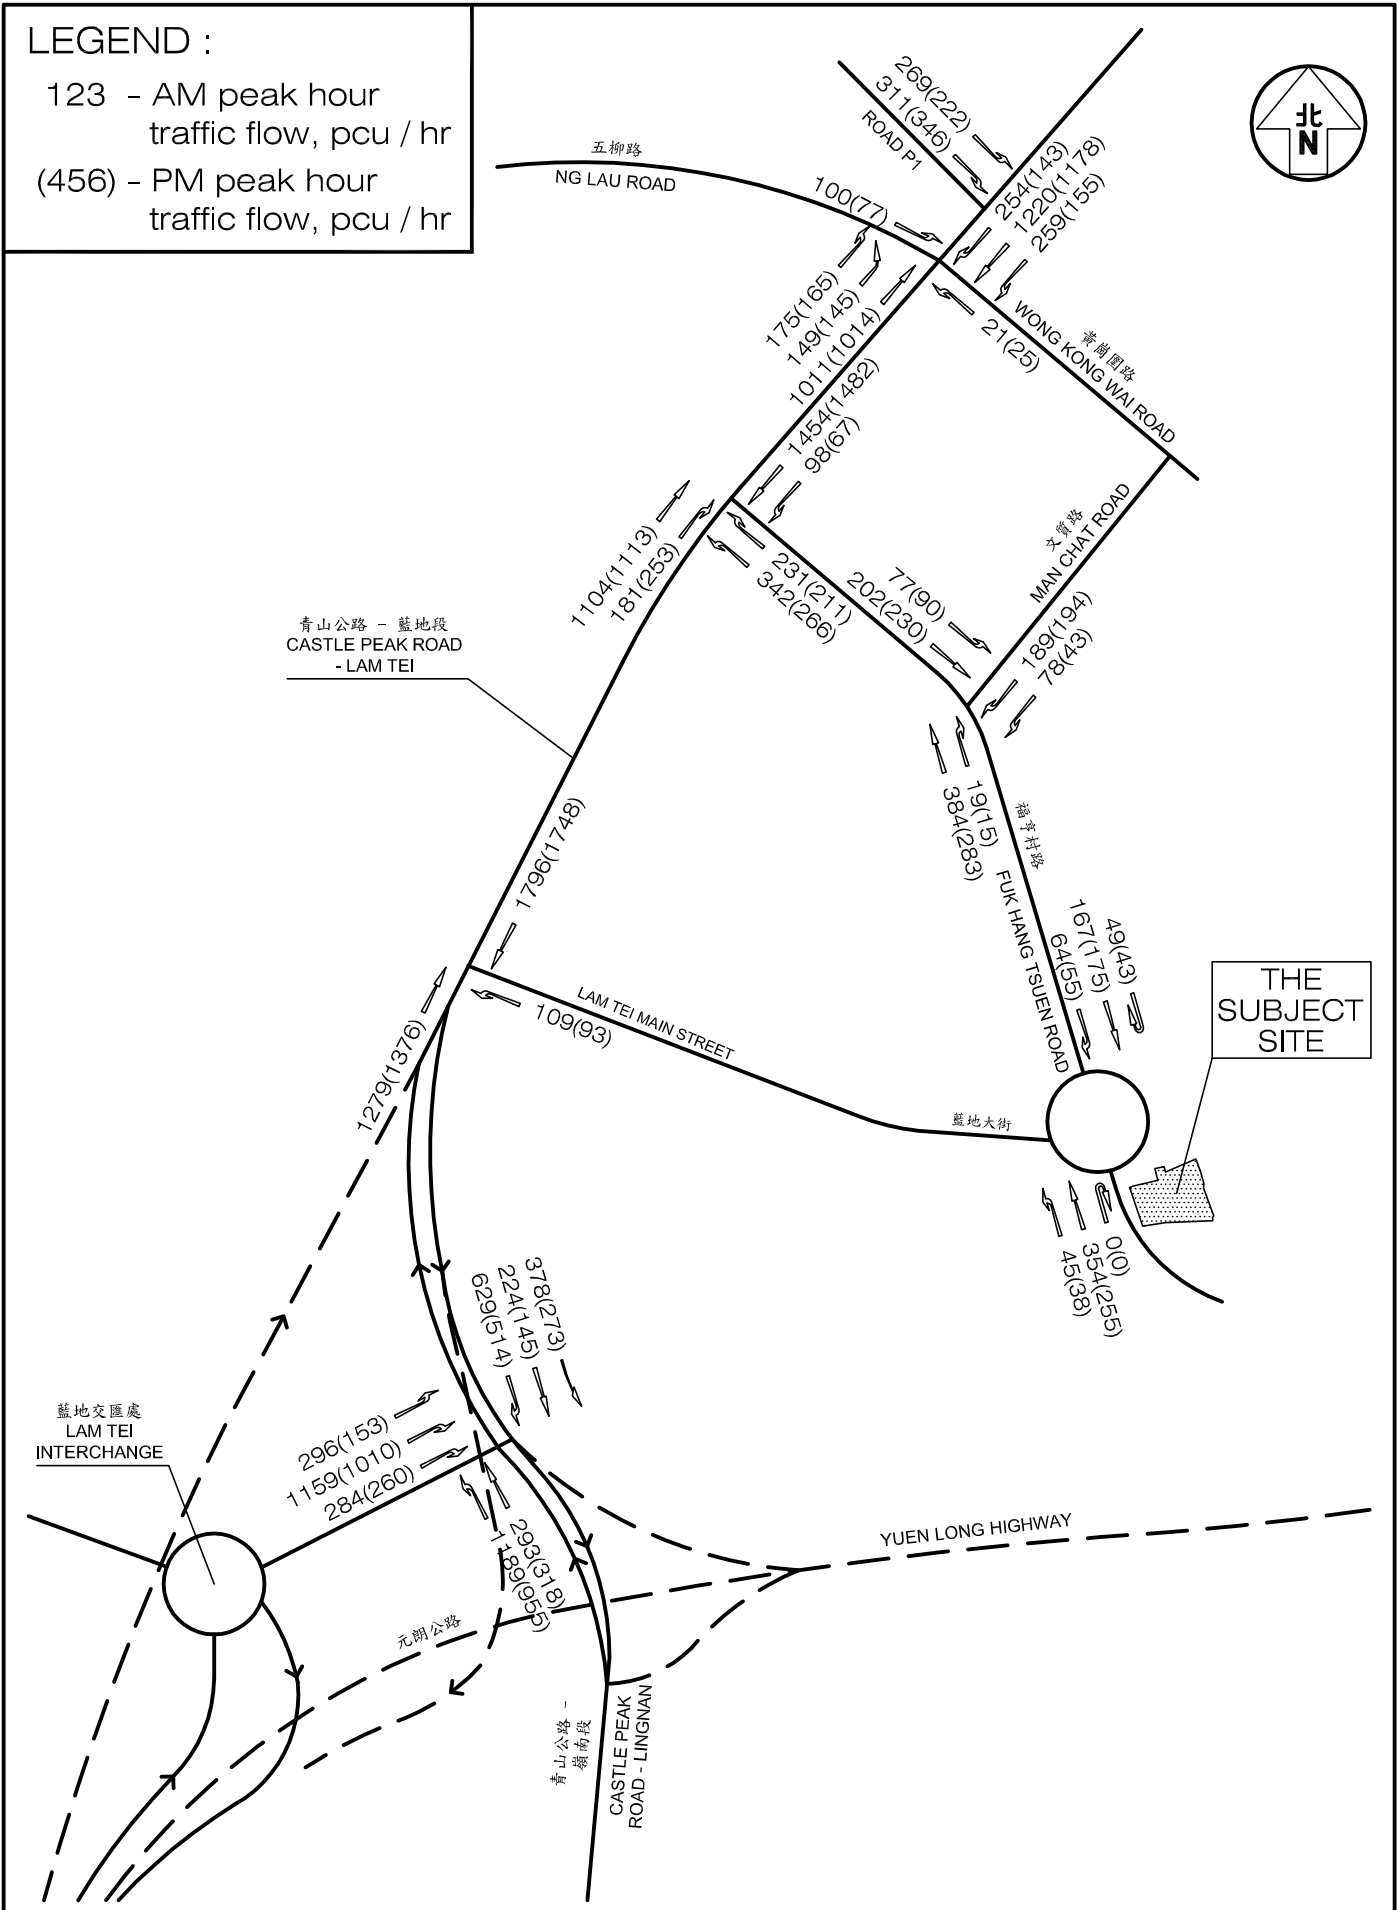 LEGEND :
123 - AM peak hour
traffic flow, pcu / hr
(456) - PM peak hour
traffic flow, pcu / hr
北
N
269(222)
311(346)
ROAD P1
五柳路
NG LAU ROAD
100(77)
254(143)
1220(1178)
259(155)
175(165)
149(145)
1011(1014)
21(25)
黃崗圍路
WONG KONG WAI ROAD
1454(1482)
98(67)
1104(1113)
181(253)
231(211)
342(266)
77(90)
202(230)
文質路
MAN CHAT ROAD
189(194)
78(43)
青山公路 - 藍地段
CASTLE PEAK ROAD
- LAM TEI
19(15)
384(283)
福亨村路
FUK HANG TSUEN ROAD
1796(1748)
49(43)
167(175)
64(55)
THE
SUBJECT
SITE
109(93)
LAM TEI MAIN STREET
藍地大街
1279(1376)
0(0)
354(255)
45(38)
378(273)
224(145)
629(514)
藍地交匯處
LAM TEI
INTERCHANGE
296(153)
1159(1010)
284(260)
293(318)
1189(955)
YUEN LONG HIGHWAY
元朗公路
青山公路 -
嶺南段
CASTLE PEAK
ROAD - LINGNAN